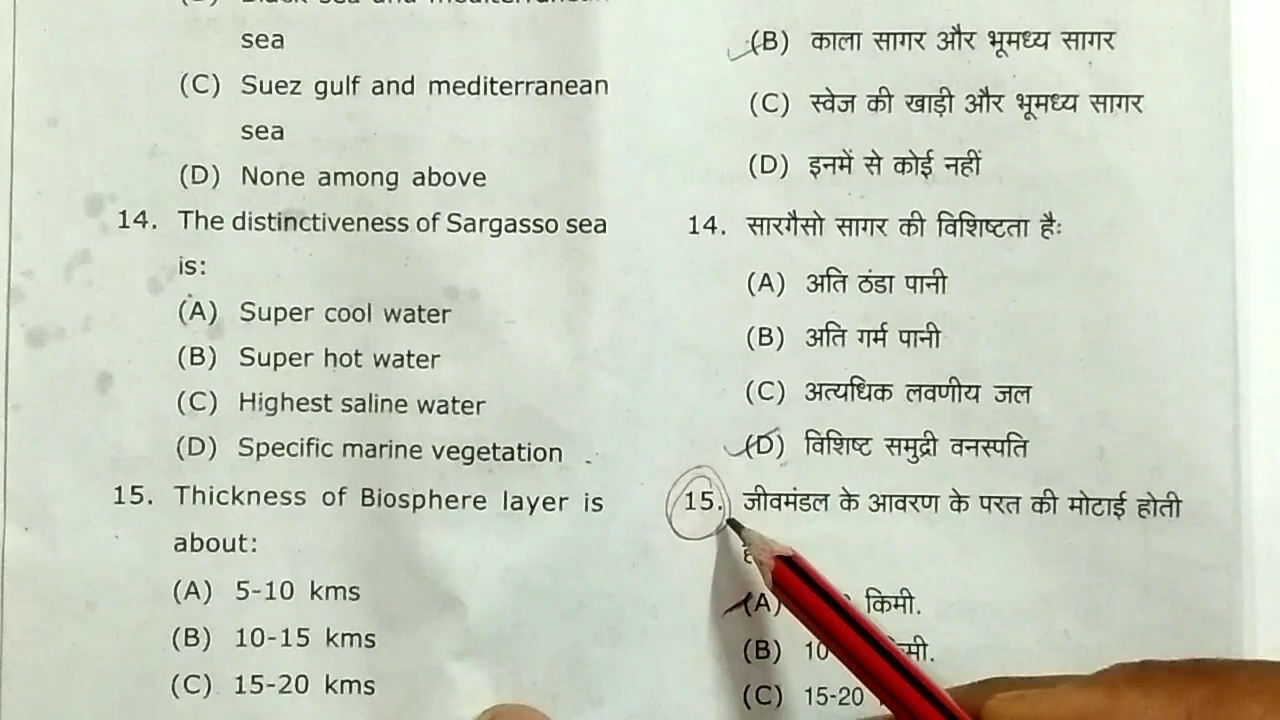 sea
(C) Suez gulf and mediterranean
sea
(D) None among above
14. The distinctiveness of Sargasso sea
is:
(A) Super cool water
(B) Super hot water
(C) Highest saline water
(D) Specific marine vegetation
15. Thickness of Biosphere layer is
about:
(A) 5-10 kms
(B) 10-15 kms
(C) 15-20 kms
(B) काला सागर और भूमध्य सागर
(C) स्वेज की खाड़ी और भूमध्य सागर
(D) इनमें से कोई नहीं
14. सारगैसो सागर की विशिष्टता हैः
(A) अति ठंडा पानी
(B) अति गर्म पानी
(C) अत्यधिक लवणीय जल
(D) विशिष्ट समुद्री वनस्पति
15. जीवमंडल के आवरण के परत की मोटाई होती
(A) किमी.
(B) 10
(C) 15-20